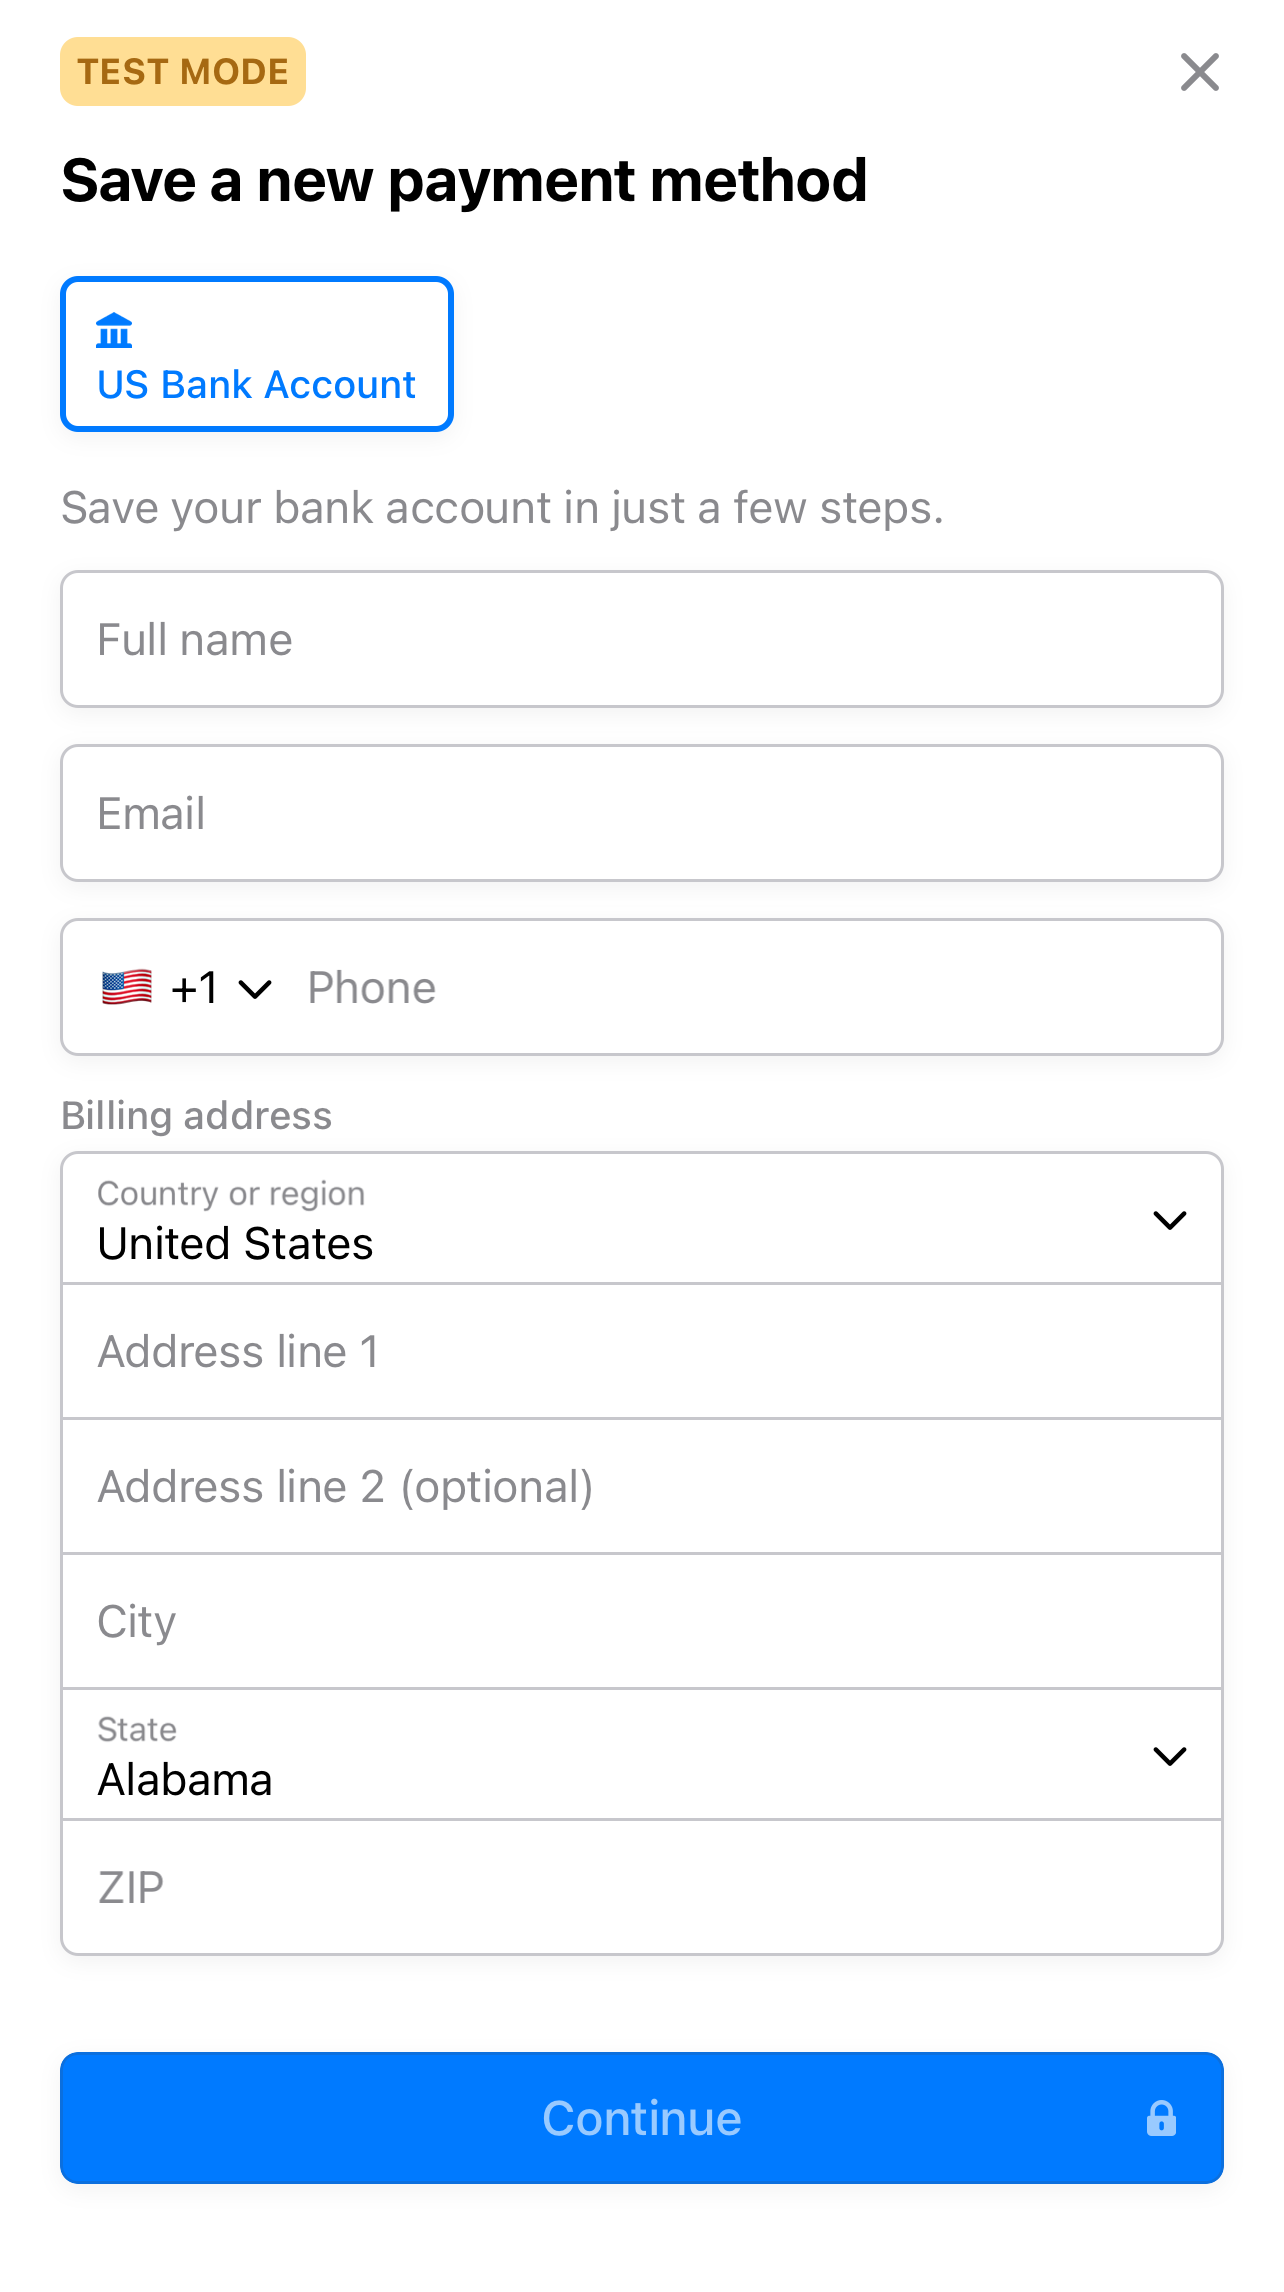 TEST MODE
Save a new payment method
US Bank Account
Save your bank account in just a few steps.
Full name
Email
+1 Phone
Billing address
Country or region
United States
Address line 1
Address line 2 (optional)
City
State
Alabama
ZIP
Continue